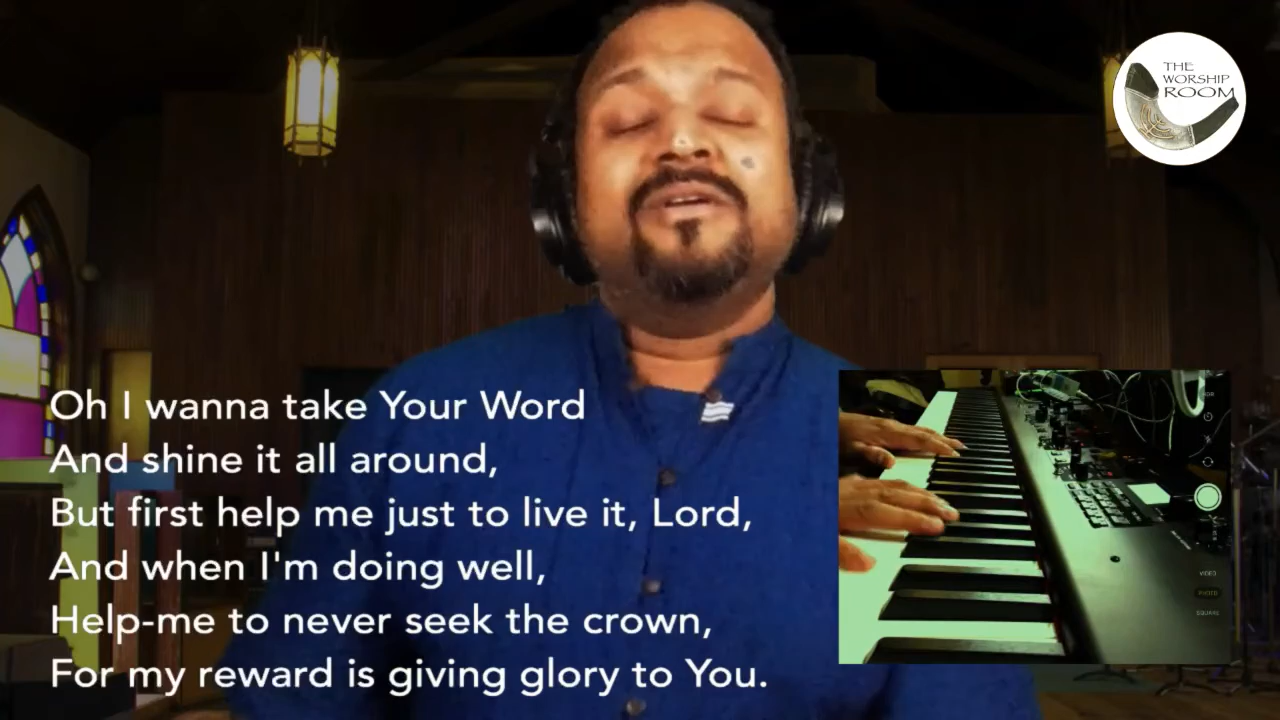 THE
WORSHIP
ROOM
Oh I wanna take Your Word
And shine it all around,
But first help me just to live it, Lord,
And when I'm doing well,
Help-me to never seek the crown,
For my reward is giving glory to You.
VIDEO
PHOTO
SQUARE